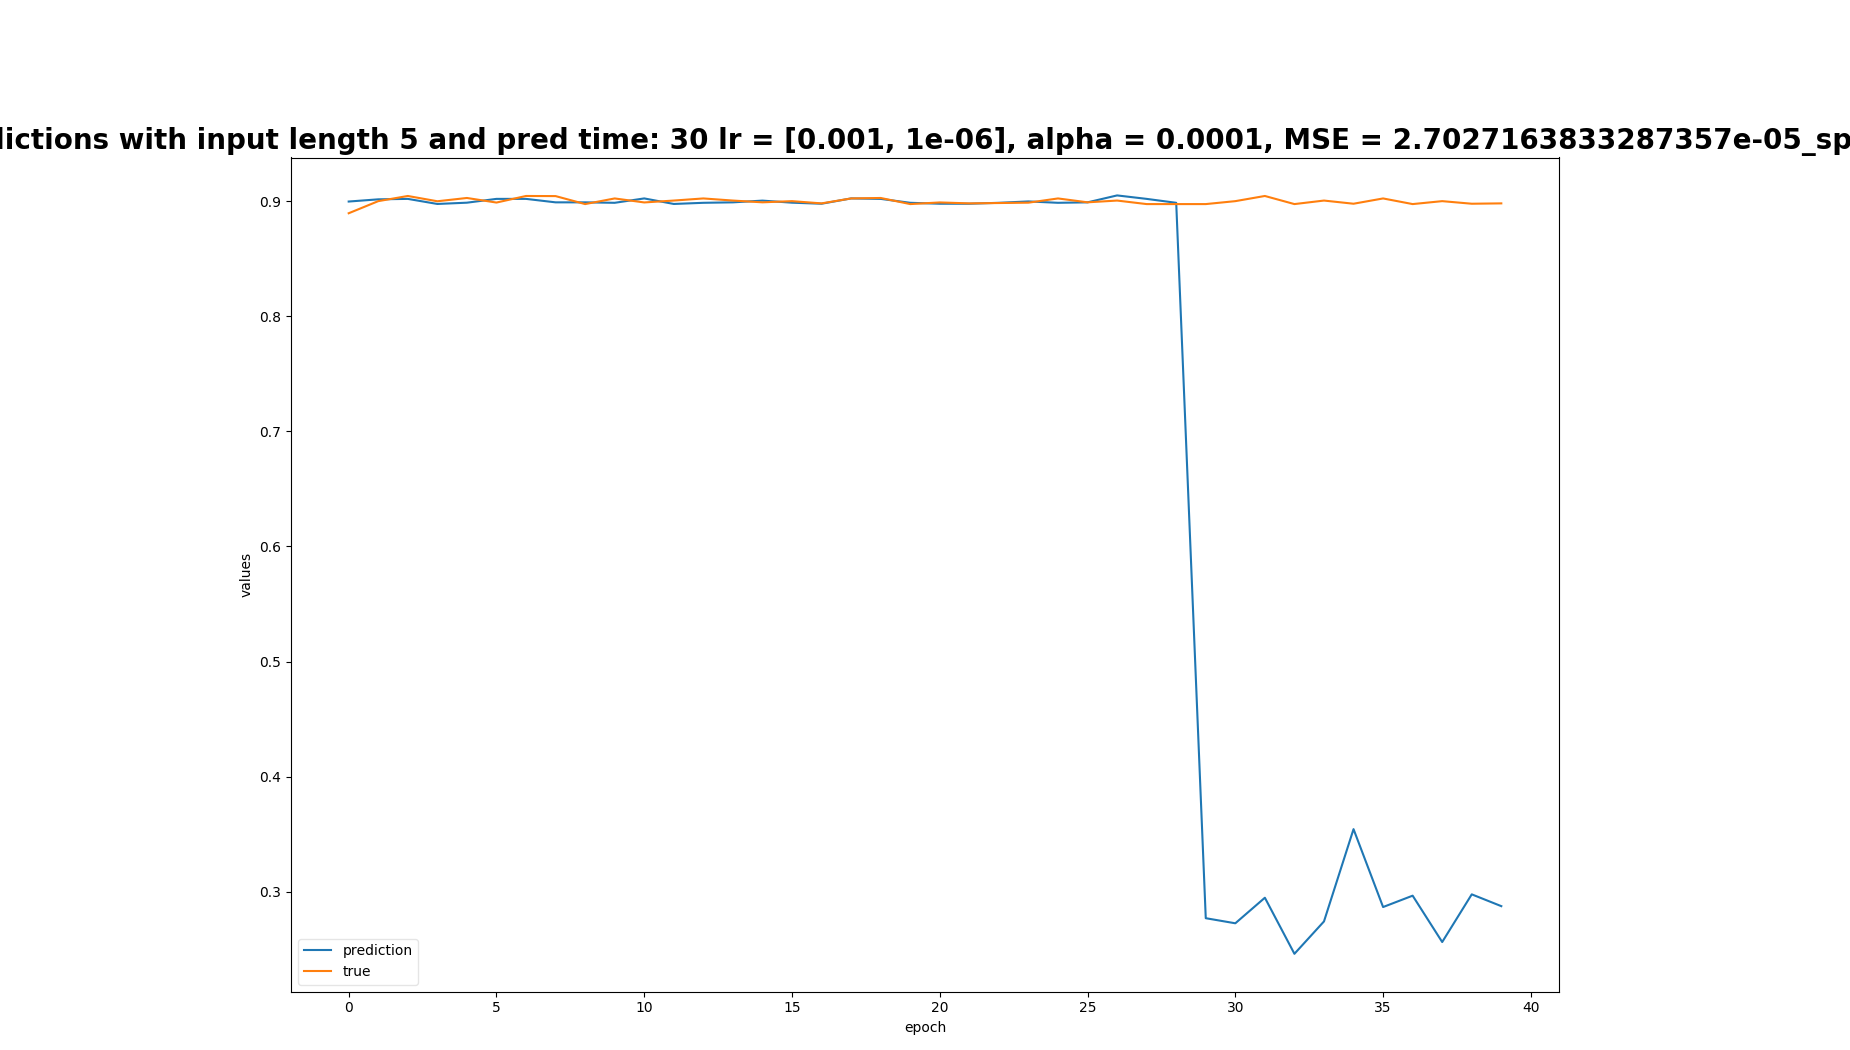 with input length 5 and pred time: 30 lr = [0.001, 1e-06], alpha = 0.0001, MSE = 2.7027163833287357e-05_sp
0.9
0.8
0.7
0.6
0.5
0.4
0.3
values
prediction
true
0 5 10 15 20 25 30 35 40
epoch